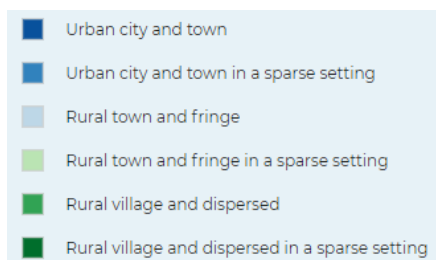 Urban city and town
Urban city and town in a sparse setting
Rural town and fringe
Rural town and fringe in a sparse setting
Rural village and dispersed
Rural village and dispersed in a sparse setting